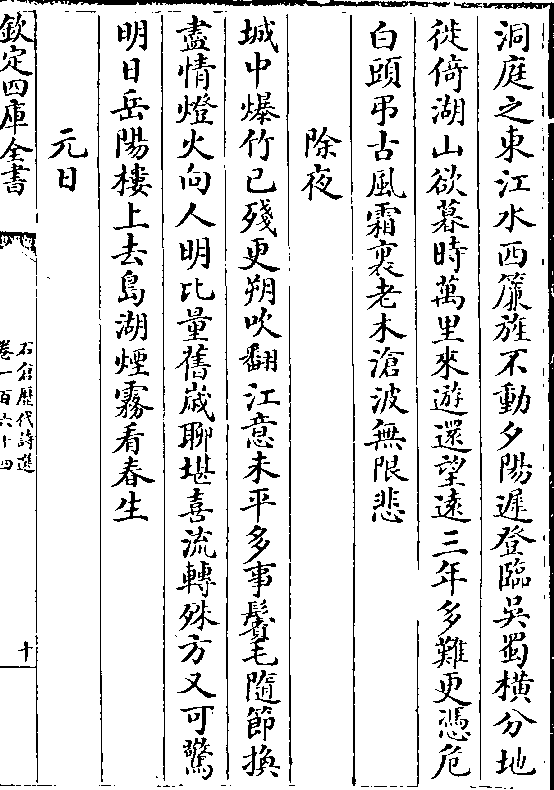 洞庭之東江水西簾旌不動夕陽遲登臨吳蜀橫分地
徙倚湖山欲暮時萬里來遊還望遠三年多難更憑危
白頭弔古風霜裏老木滄波無限悲
除夜
城中爆竹已殘更朔吹翻江意未平多事鬢毛隨節換
盡情燈火向人明比量舊歲聊堪喜流轉殊方又可驚
明日岳陽樓上去島湖煙霧看春生
元日
欽定四庫全書
石倉歷代詩選
卷一百六十四
十